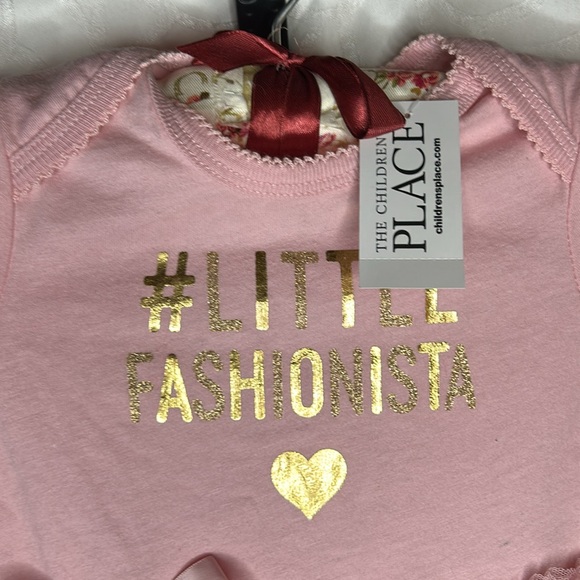 THE CHILDREN
PLACE
childrensplace.com
#LITTLE
FASHIONISTA